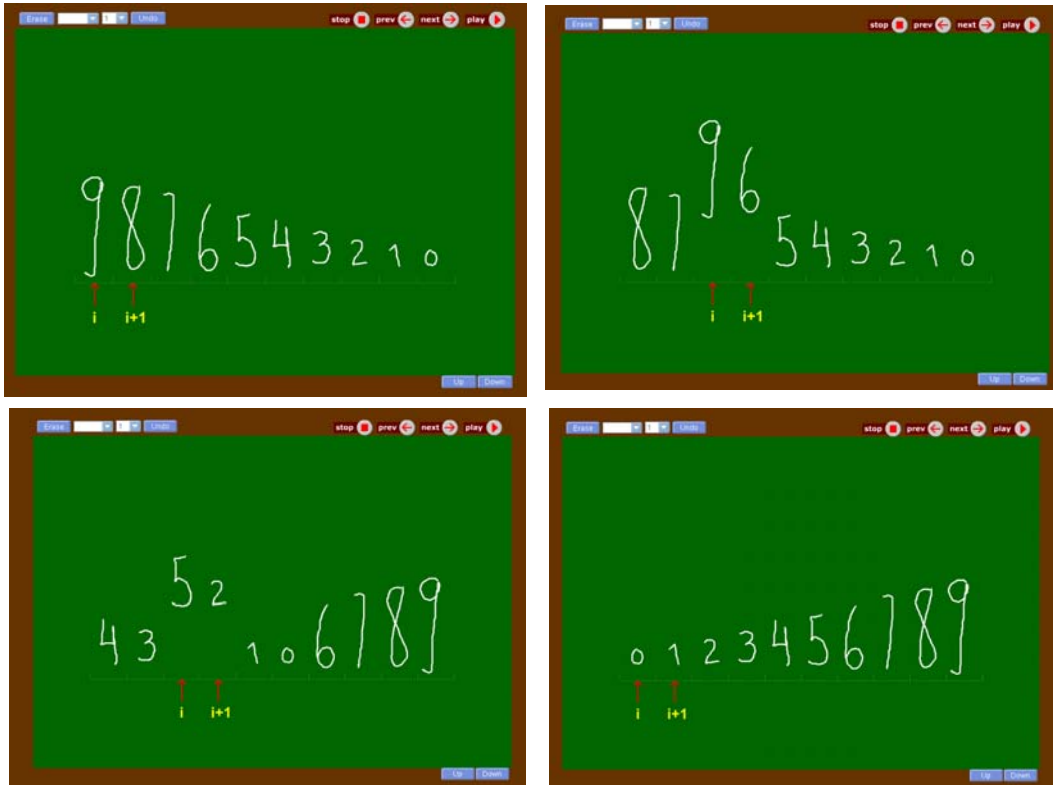 Erase 1 Undo stop prev next play
9 8 7 6 5 4 3 2 1 0
i i+1
Up Down
Erase 1 Undo stop prev next play
9 6
8 7 5 4 3 2 1 0
i i+1
Up Down
Erase 1 Undo stop prev next play
5 2
4 3 1 0 6 7 8 9
i i+1
Up Down
Erase 1 Undo stop prev next play
0 1 2 3 4 5 6 7 8 9
i i+1
Up Down